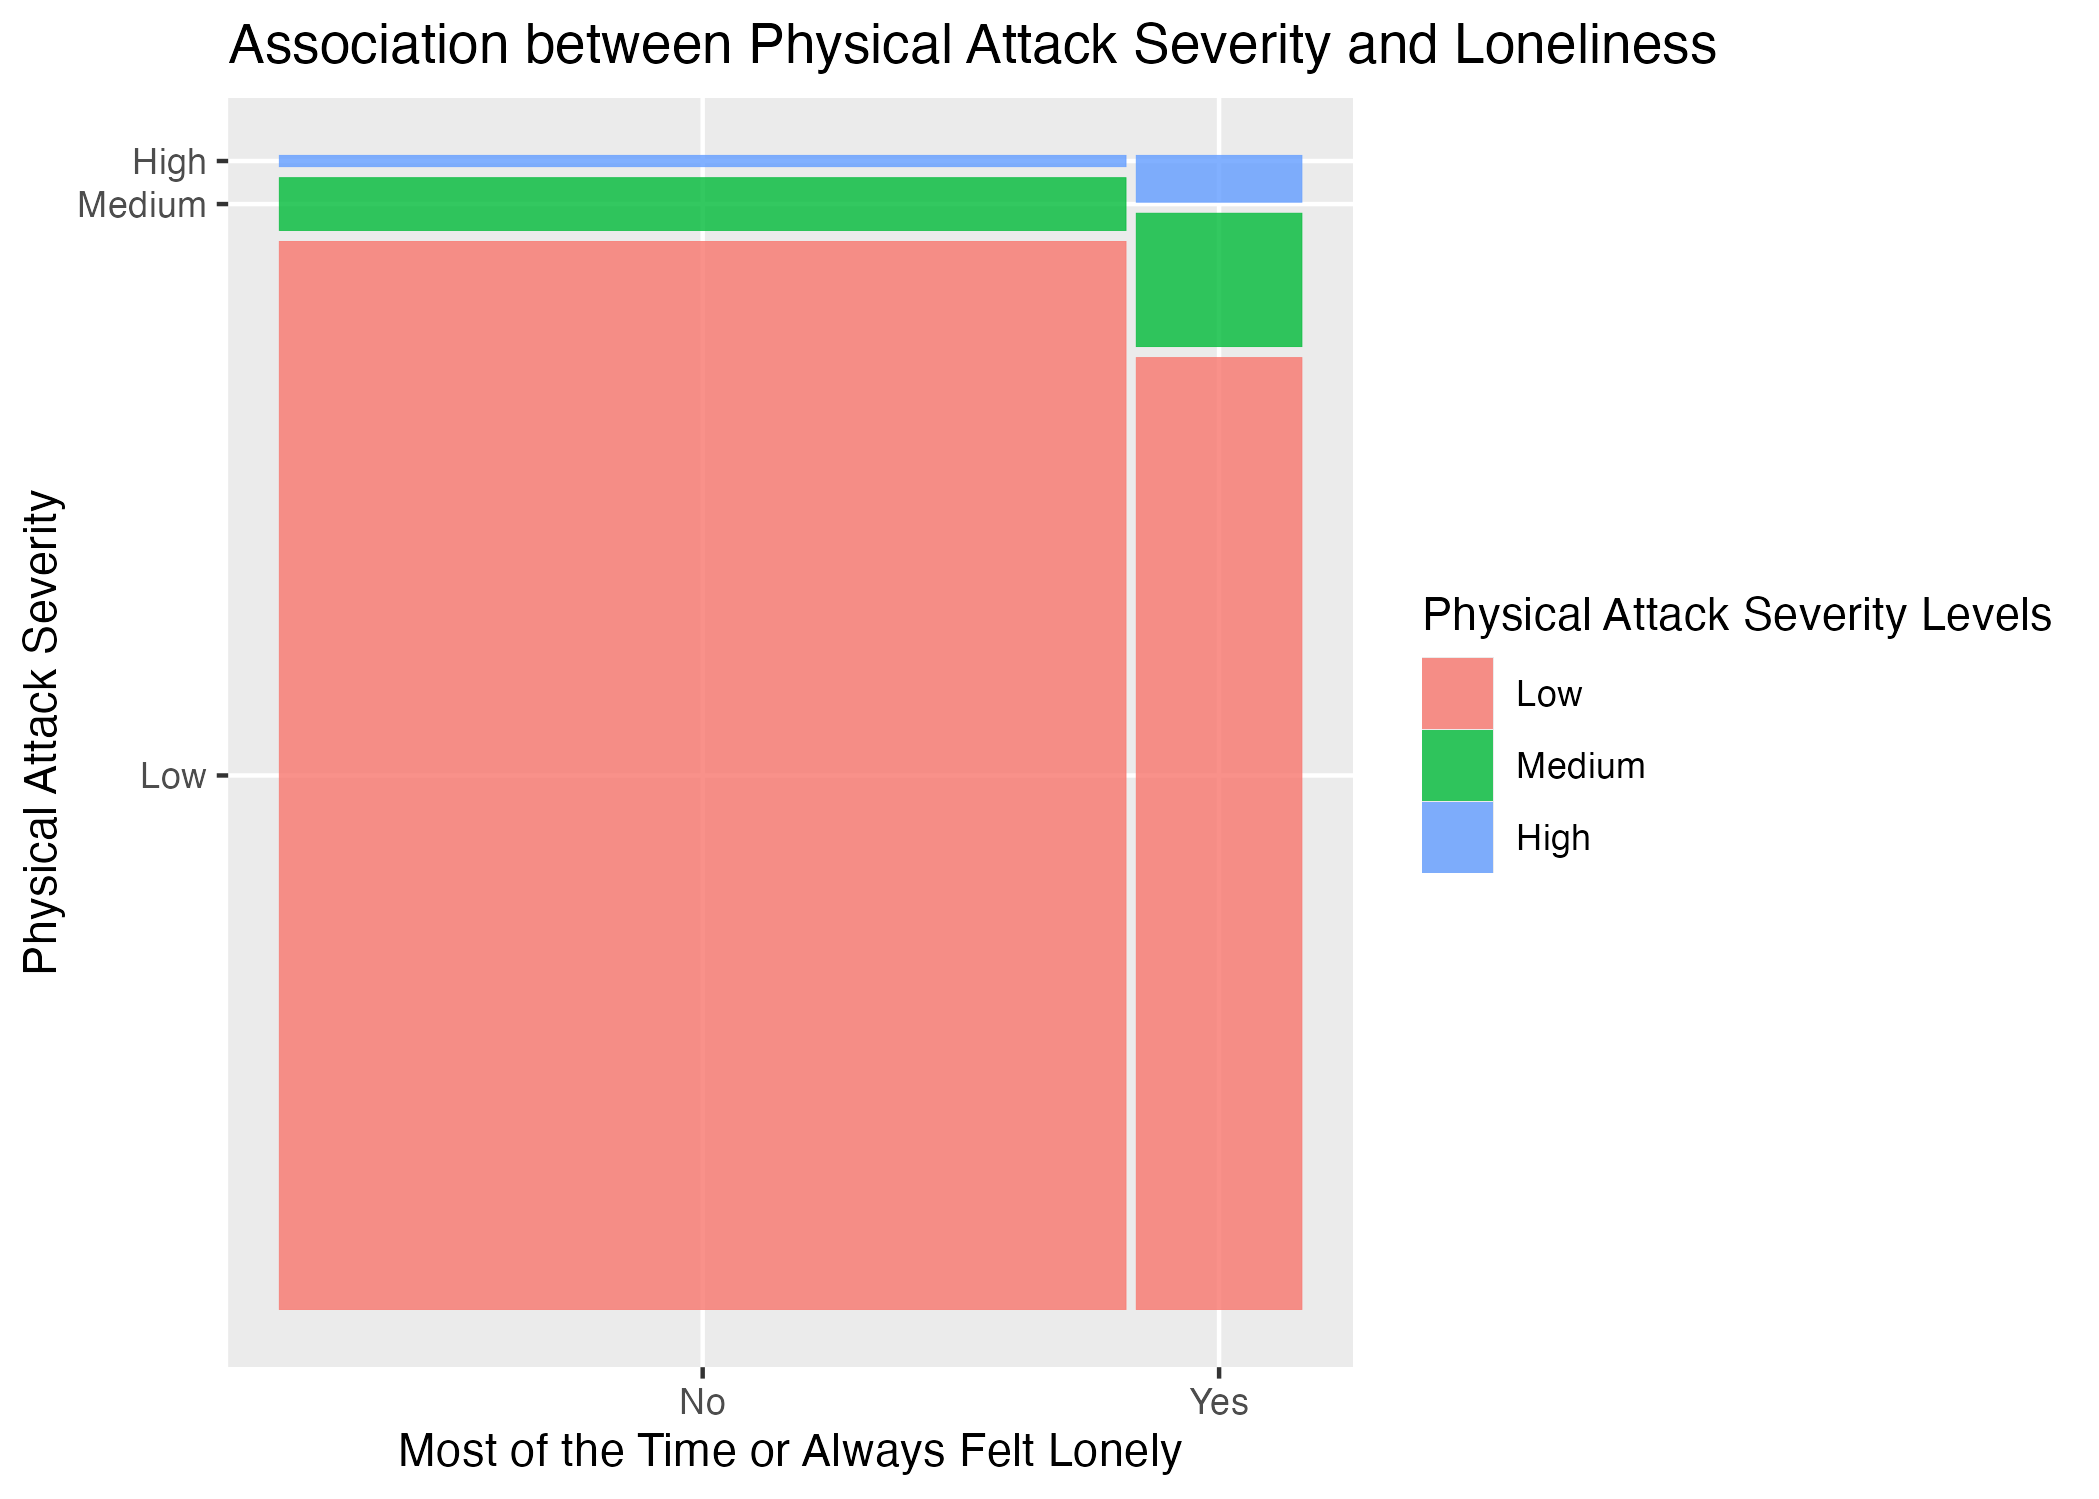 Association between Physical Attack Severity and Loneliness
High
Medium
Low
Physical Attack Severity
No
Yes
Most of the Time or Always Felt Lonely
Physical Attack Severity Levels
Low
Medium
High